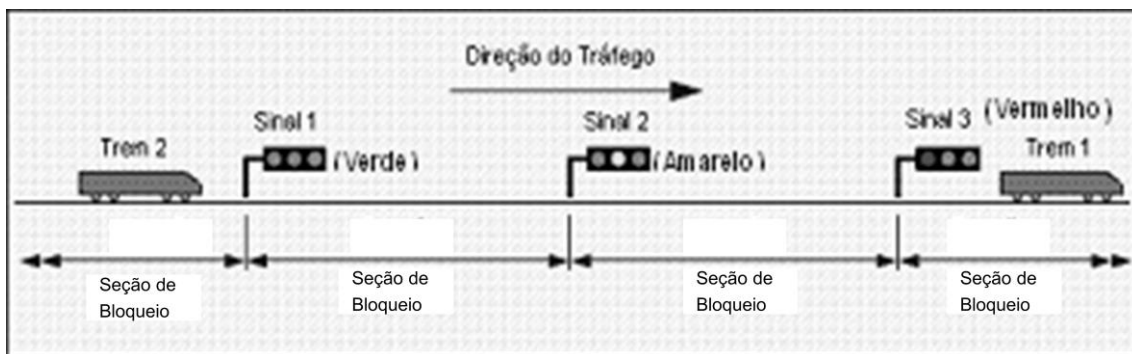 Direção do Tráfego
Sinal 1
Sinal 2
Sinal 3 (Vermelho)
Trem 2
(Verde)
(Amarelo)
Trem 1
Seção de
Bloqueio
Seção de
Bloqueio
Seção de
Bloqueio
Seção de
Bloqueio